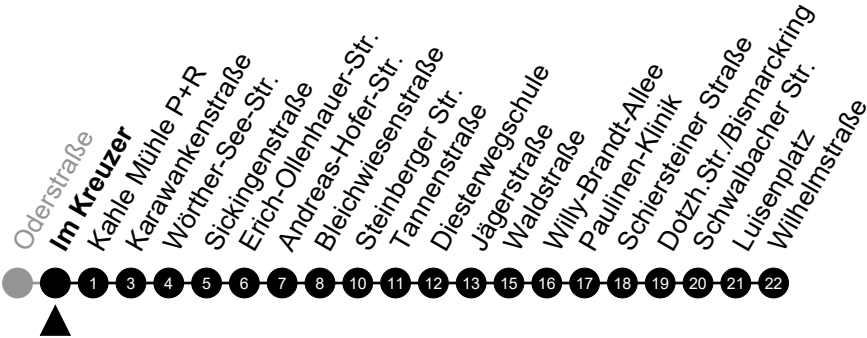 Oderstraße
Im Kreuzer
Kahle Mühle P+R
Karawankenstraße
Wörther-See-Str.
Sickingenstraße
Erich-Ollenhauer-Str.
Andreas-Hofer-Str.
Bleichwiesenstraße
Steinberger Str.
Tannenstraße
Diesterwegschule
Jägerstraße
Waldstraße
Willy-Brandt-Allee
Paulinen-Klinik
Schiersteiner Straße
Dotzh.Str./Bismarckring
Schwalbacher Str.
Luisenplatz
Wilhelmstraße
1 3 4 5 6 7 8 10 11 12 13 15 16 17 18 19 20 21 22